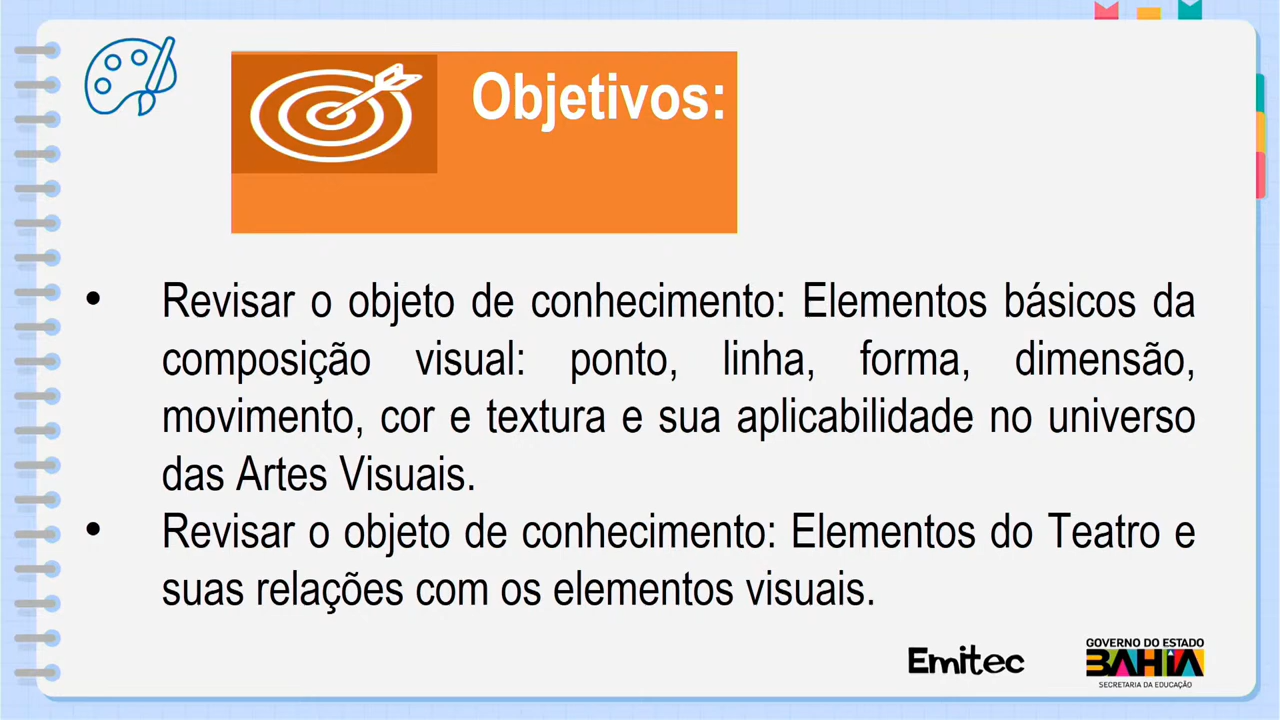 Objetivos:
• Revisar o objeto de conhecimento: Elementos básicos da
composição visual: ponto, linha, forma, dimensão,
movimento, cor e textura e sua aplicabilidade no universo
das Artes Visuais.
• Revisar o objeto de conhecimento: Elementos do Teatro e
suas relações com os elementos visuais.
Emitec
GOVERNO DO ESTADO
BAHIA
SECRETARIA DA EDUCAÇÃO